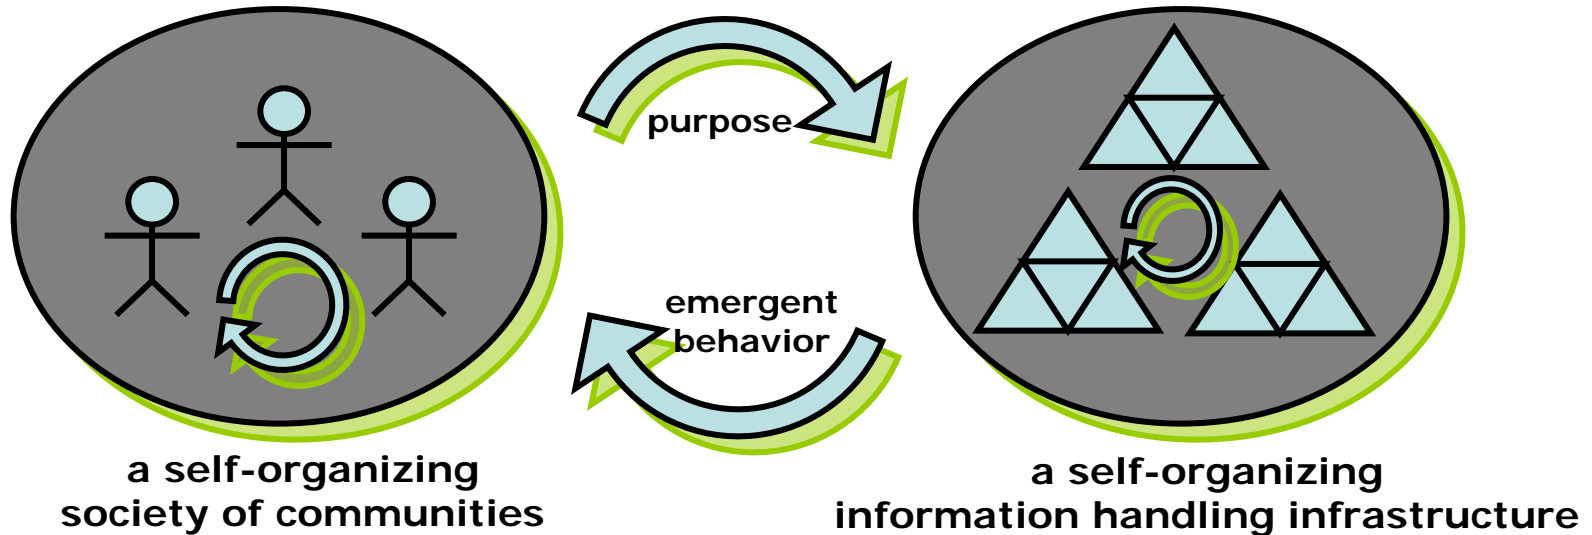 purpose
emergent
behavior
a self-organizing
society of communities
a self-organizing
information handling infrastructure